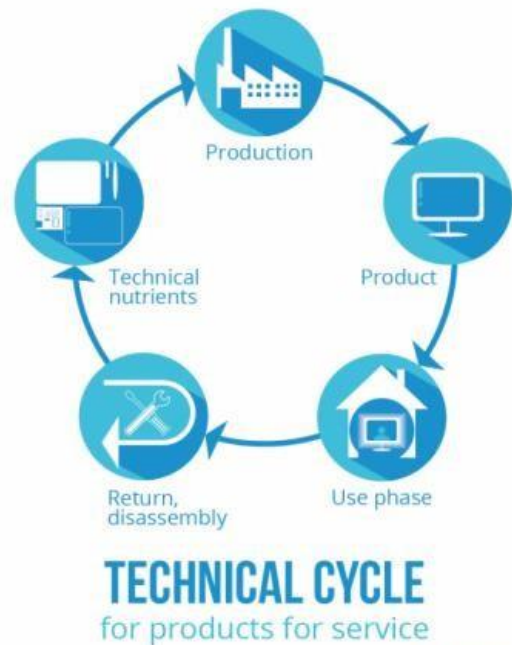 Production
Product
Use phase
Return,
disassembly
Technical
nutrients
TECHNICAL CYCLE
for products for service